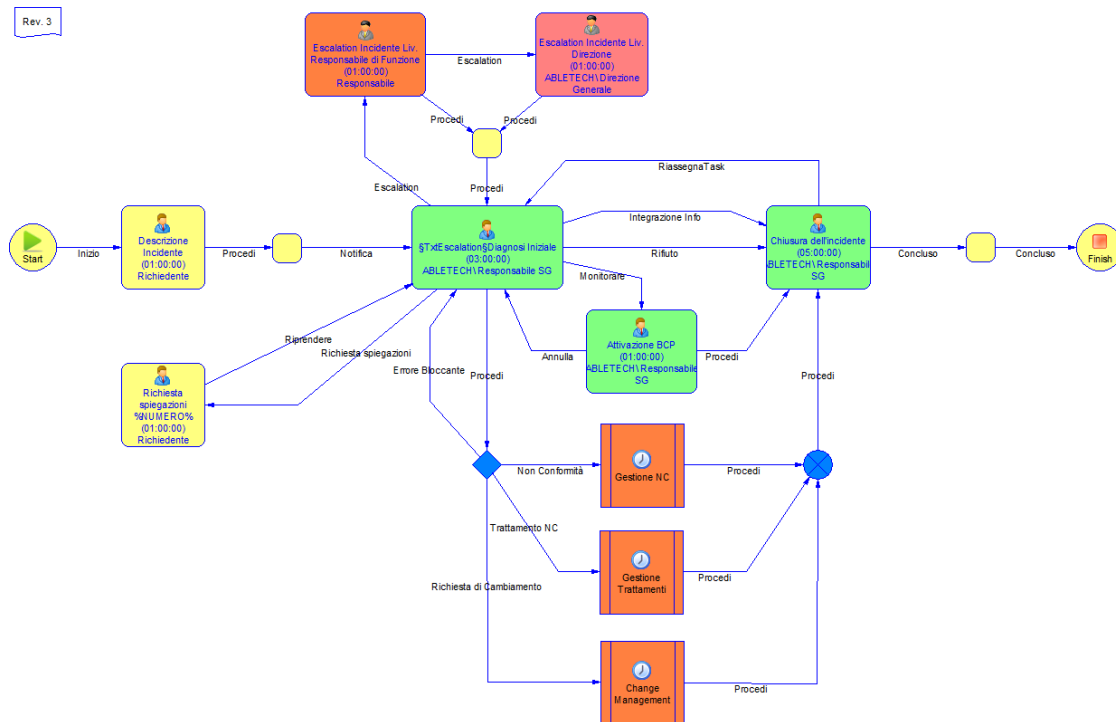 Rev. 3
Escalation Incidente Liv.
Responsabile di Funzione
(01:00:00)
Responsabile
Escalation
Escalation Incidente Liv.
Direzione
(01:00:00)
ABLETECH\Direzione
Generale
Procedi
Procedi
Escalation
Procedi
RiassegnaTask
Start
Inizio
Descrizione
Incidente
(01:00:00)
Richiedente
Procedi
Notifica
§TxtEscalation§Diagnosi Iniziale
(03:00:00)
ABLETECH\Responsabile SG
Integrazione Info
Rifiuto
Monitorare
Chiusura dell'incidente
(05:00:00)
BLETECH\Responsabil
SG
Concluso
Concluso
Finish
Riprendere
Richiesta spiegazioni
Errore Bloccante
Procedi
Annulla
Attivazione BCP
(01:00:00)
ABLETECH\Responsabile
SG
Procedi
Procedi
Richiesta
spiegazioni
%NUMERO%
(01:00:00)
Richiedente
Non Conformità
Gestione NC
Procedi
Trattamento NC
Gestione
Trattamenti
Procedi
Richiesta di Cambiamento
Change
Management
Procedi